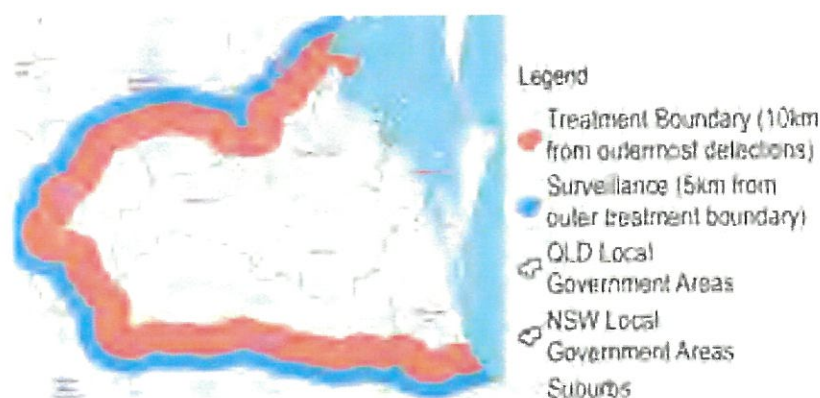 Legend
Treatment Boundary (10km
from outermost detections)
Surveillance (5km from
outer treatment boundary)
QLD Local
Government Areas
NSW Local
Government Areas
Suburbs